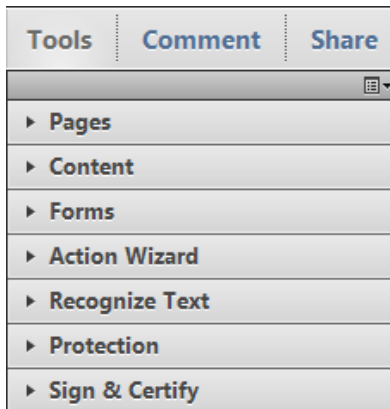 Tools Comment Share
Pages
Content
Forms
Action Wizard
Recognize Text
Protection
Sign & Certify